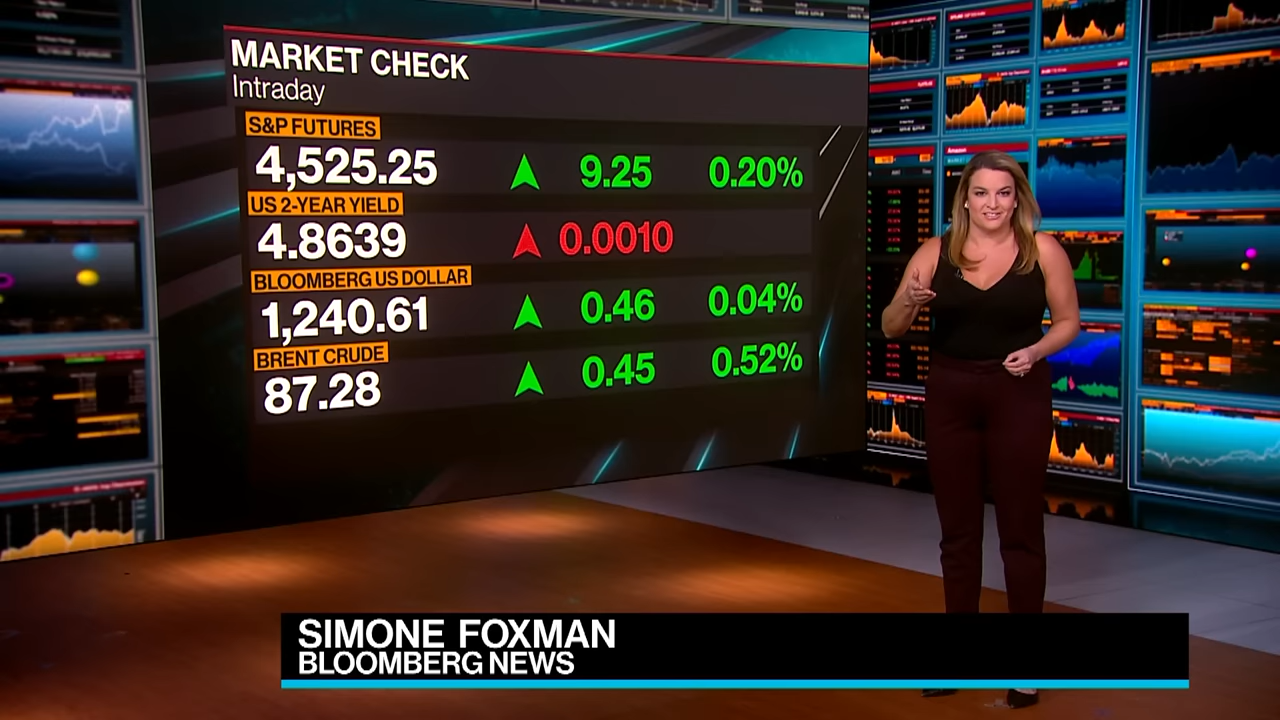 MARKET CHECK
Intraday
S&P FUTURES
4,525.25 9.25 0.20%
US 2-YEAR YIELD
4.8639 0.0010
BLOOMBERG US DOLLAR
1,240.61 0.46 0.04%
BRENT CRUDE
87.28 0.45 0.52%
Amazon
SIMONE FOXMAN
BLOOMBERG NEWS